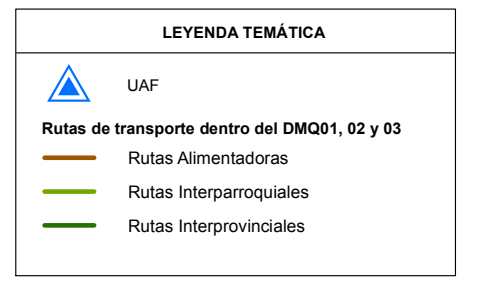 LEYENDA TEMÁTICA
UAF
Rutas de transporte dentro del DMQ01, 02 y 03
Rutas Alimentadoras
Rutas Interparroquiales
Rutas Interprovinciales